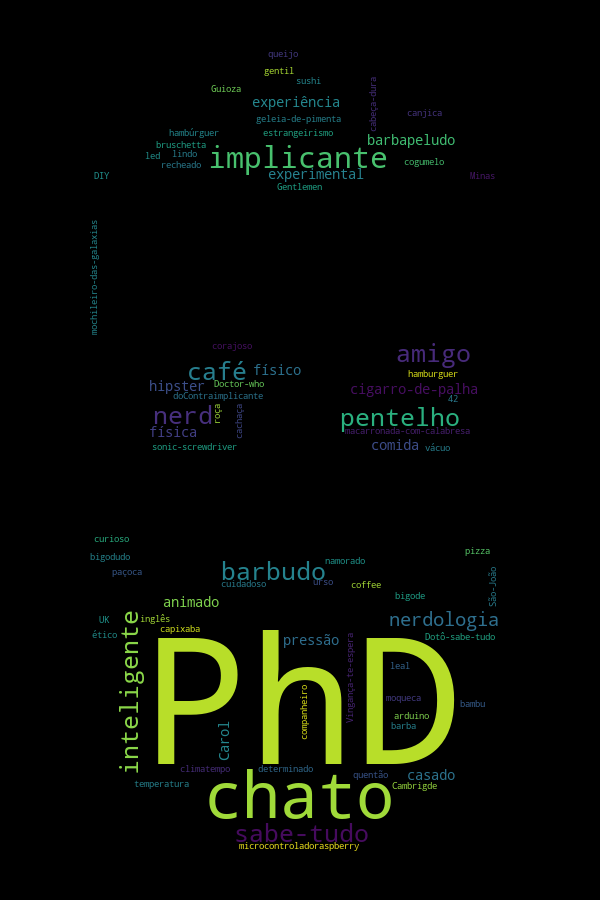 queijo
gentil
sushi
Guioza
experiência
cabeça-dura
canjica
geleia-de-pimenta
hambúrguer
estrangeirismo
barbapeludo
bruschetta
led
lindo
implicante
cogumelo
recheado
experimental
DIY
Minas
Gentlemen
mochileiro-das-galaxias
corajoso
amigo
café
físico
hamburguer
hipster
Doctor-who
cigarro-de-palha
doContraimplicante
42
nerd
roça
cachaça
pentelho
física
macarronada-com-calabresa
sonic-screwdriver
comida
vácuo
curioso
pizza
bigodudo
namorado
paçoca
barbudo
São-João
cuidadoso
urso
coffee
bigode
animado
UK
inglês
nerdologia
capixaba
ético
inteligente
pressão
Vingança-te-espera
Dotô-sabe-tudo
PhD
leal
companheiro
moqueca
bambu
arduino
barba
Carol
climatempo
determinado
quentão
casado
temperatura
Cambrigde
chato
sabe-tudo
microcontroladoraspberry